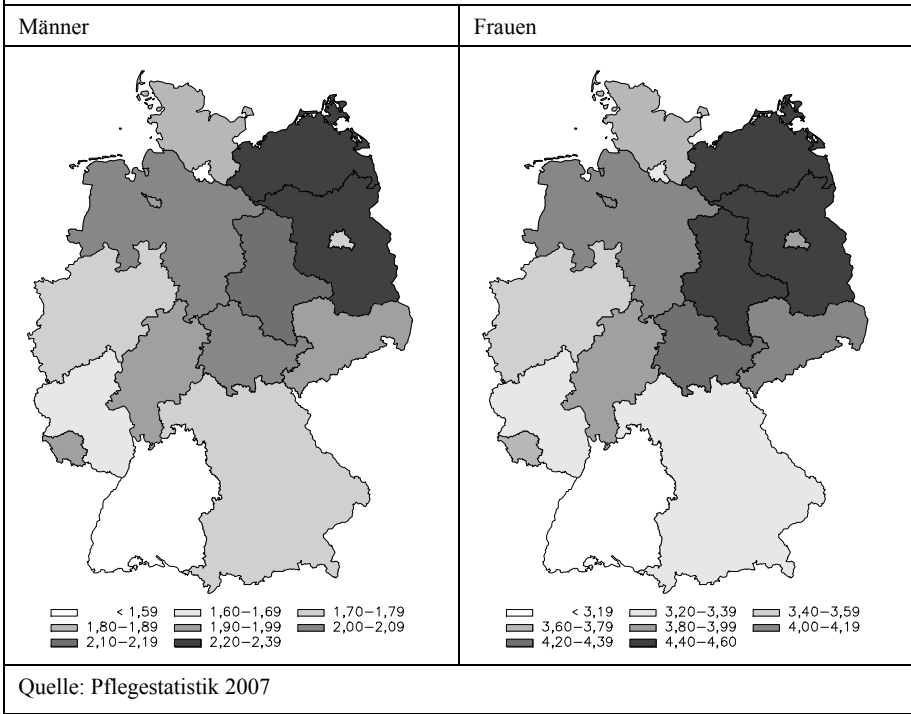 Männer
Frauen
< 1,59 1,60–1,69 1,70–1,79
1,80–1,89 1,90–1,99 2,00–2,09
2,10–2,19 2,20–2,39
< 3,19 3,20–3,39 3,40–3,59
3,60–3,79 3,80–3,99 4,00–4,19
4,20–4,39 4,40–4,60
Quelle: Pflegestatistik 2007